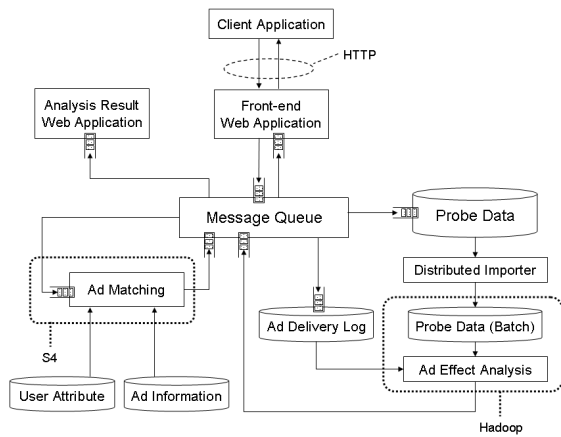 Client Application
HTTP
Analysis Result
Web Application
Front-end
Web Application
Message Queue
Probe Data
Distributed Importer
Ad Matching
Ad Delivery Log
Probe Data (Batch)
S4
Ad Effect Analysis
User Attribute
Ad Information
Hadoop